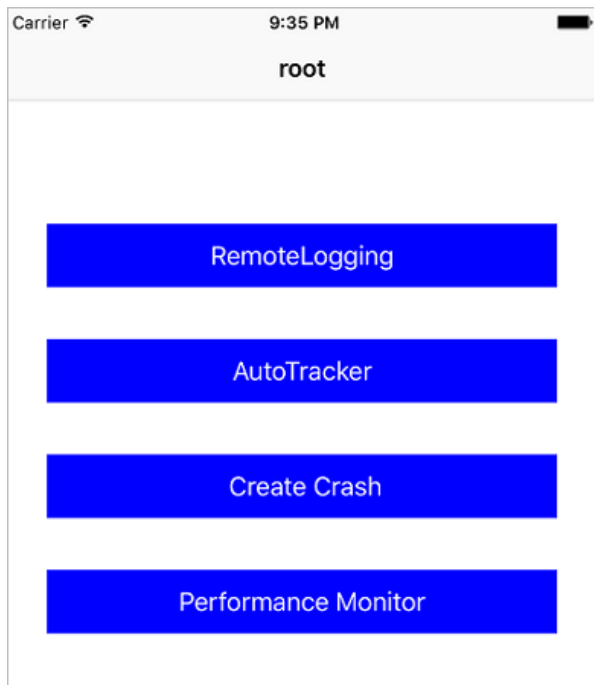 Carrier 9:35 PM
root
RemoteLogging
AutoTracker
Create Crash
Performance Monitor